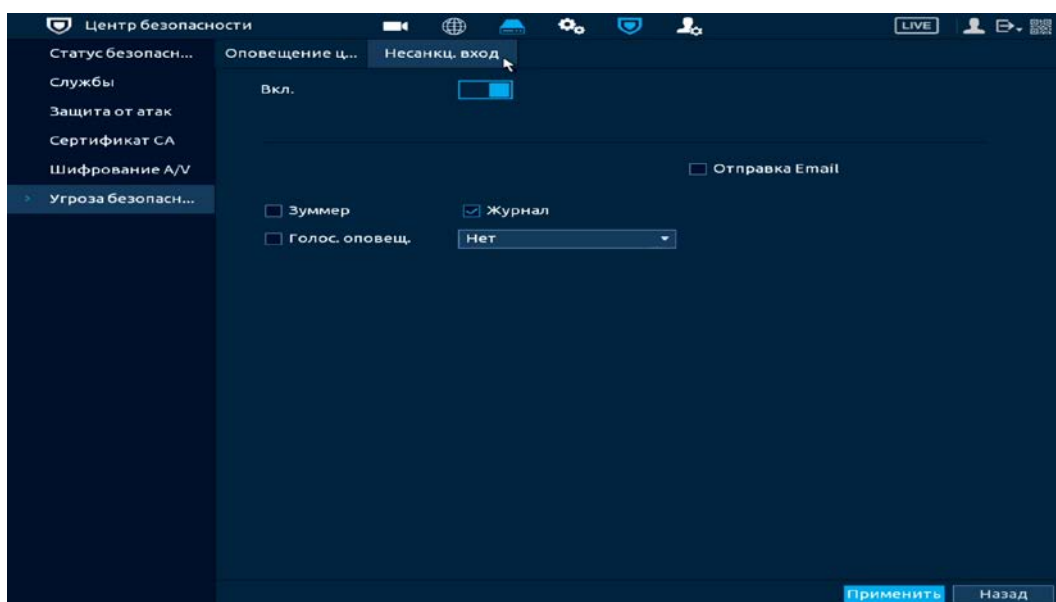 Центр безопасности
LIVE
Статус безопасн...
Оповещение ц...
Несанкц. вход
Службы
Вкл.
Защита от атак
Сертификат CA
Шифрование A/V
Отправка Email
Угроза безопасн...
Зуммер
Журнал
Голос. оповещ.
Нет
Применить
Назад